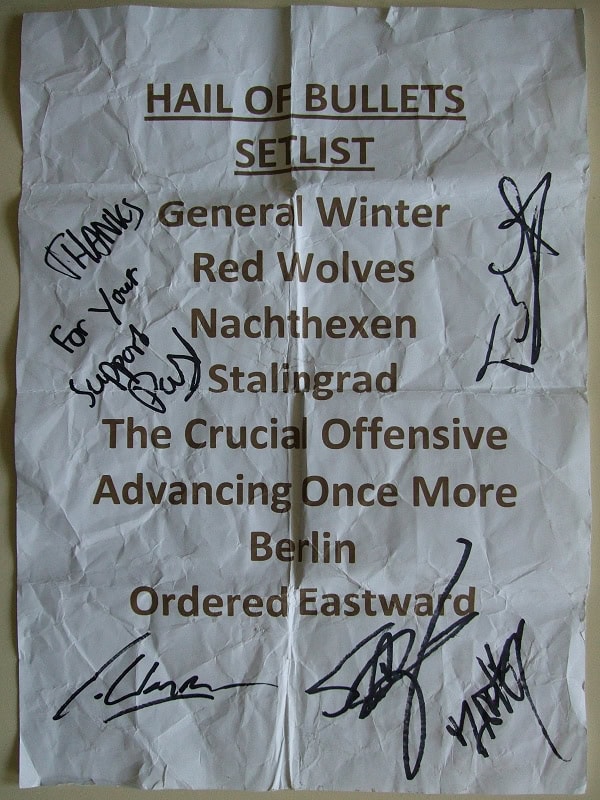 HAIL OF BULLETS
SETLIST
General Winter
Red Wolves
Nachthexen
Stalingrad
The Crucial Offensive
Advancing Once More
Berlin
Ordered Eastward
THANKS
For Your
Support